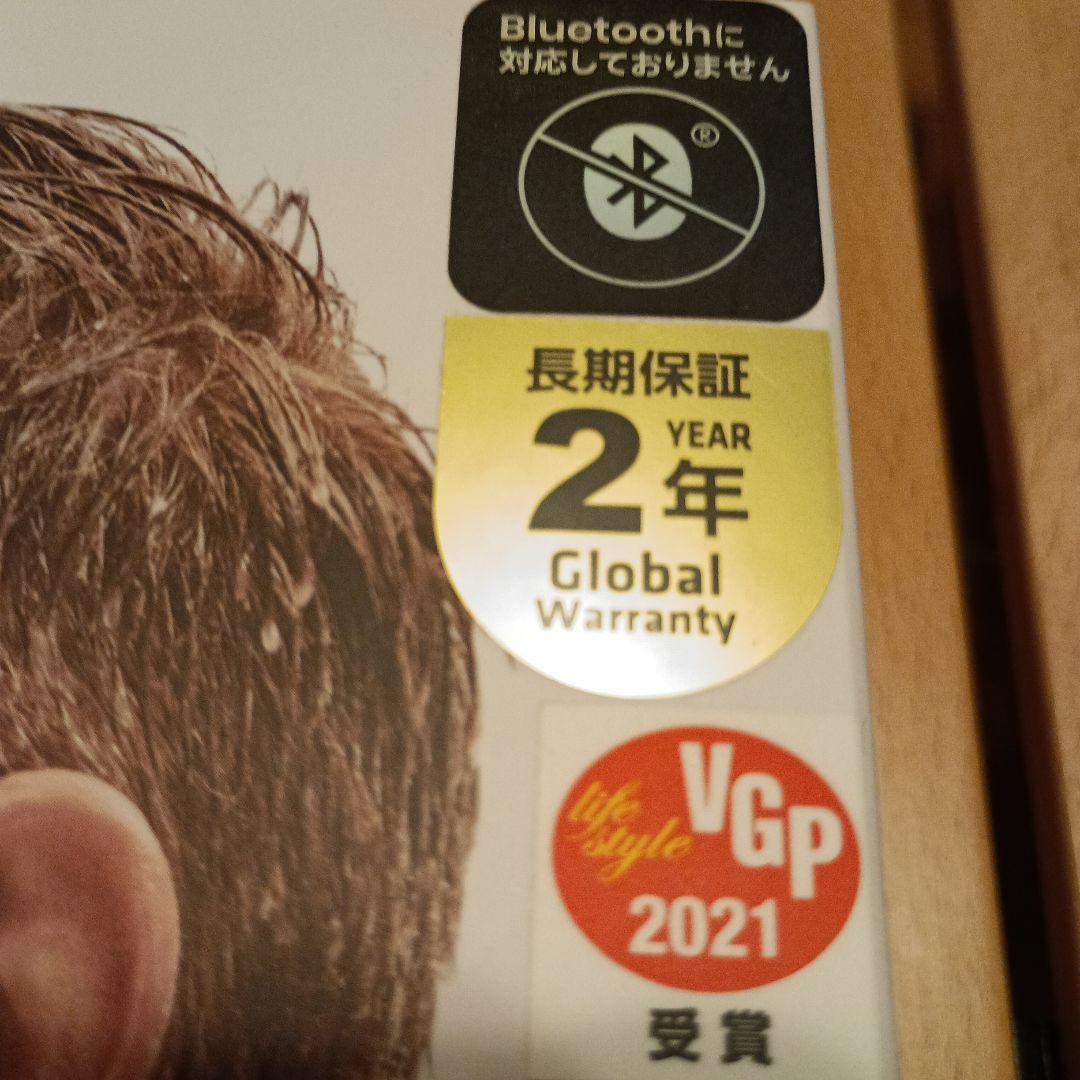 Bluetoothに
対応しておりません
®
長期保証
2 YEAR
年
Global
Warranty
life
style
VGP
2021
受賞